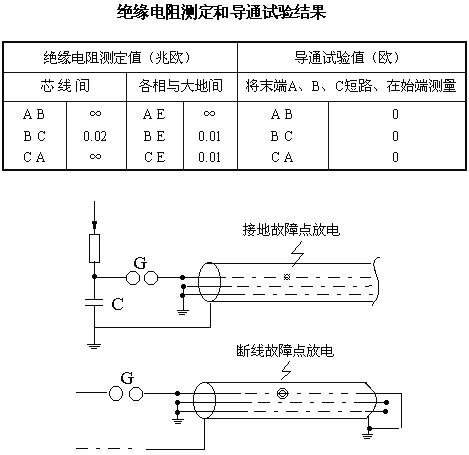 绝缘电阻测定和导通试验结果
绝缘电阻测定值（兆欧） 导通试验值（欧）
芯 线 间 各相与大地间 将末端A、B、C短路、在始端测量
A B ∞ A E ∞ A B 0
B C 0.02 B E 0.01 B C 0
C A ∞ C E 0.01 C A 0
接地故障点放电
G
C
断线故障点放电
G